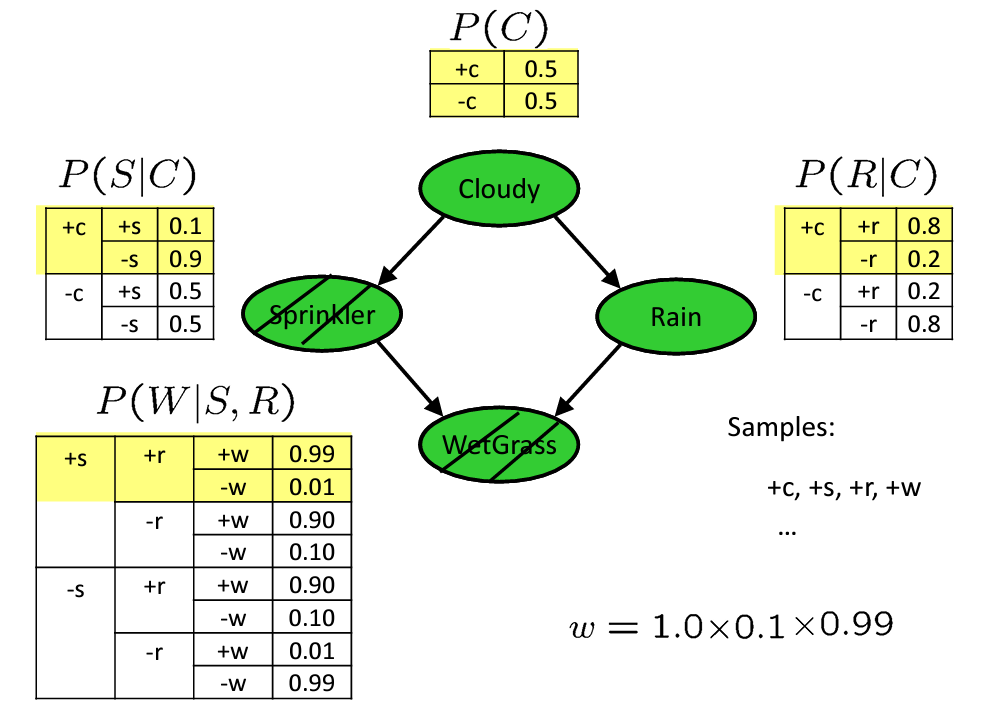 P(C)
+c 0.5
-c 0.5
P(S|C)
+c +s 0.1
-s 0.9
-c +s 0.5
-s 0.5
Cloudy
P(R|C)
+c +r 0.8
-r 0.2
-c +r 0.2
-r 0.8
Sprinkler
Rain
P(W|S, R)
+s +r +w 0.99
-w 0.01
-r +w 0.90
-w 0.10
-s +r +w 0.90
-w 0.10
-r +w 0.01
-w 0.99
WetGrass
Samples:
+c, +s, +r, +w
...
w = 1.0×0.1×0.99